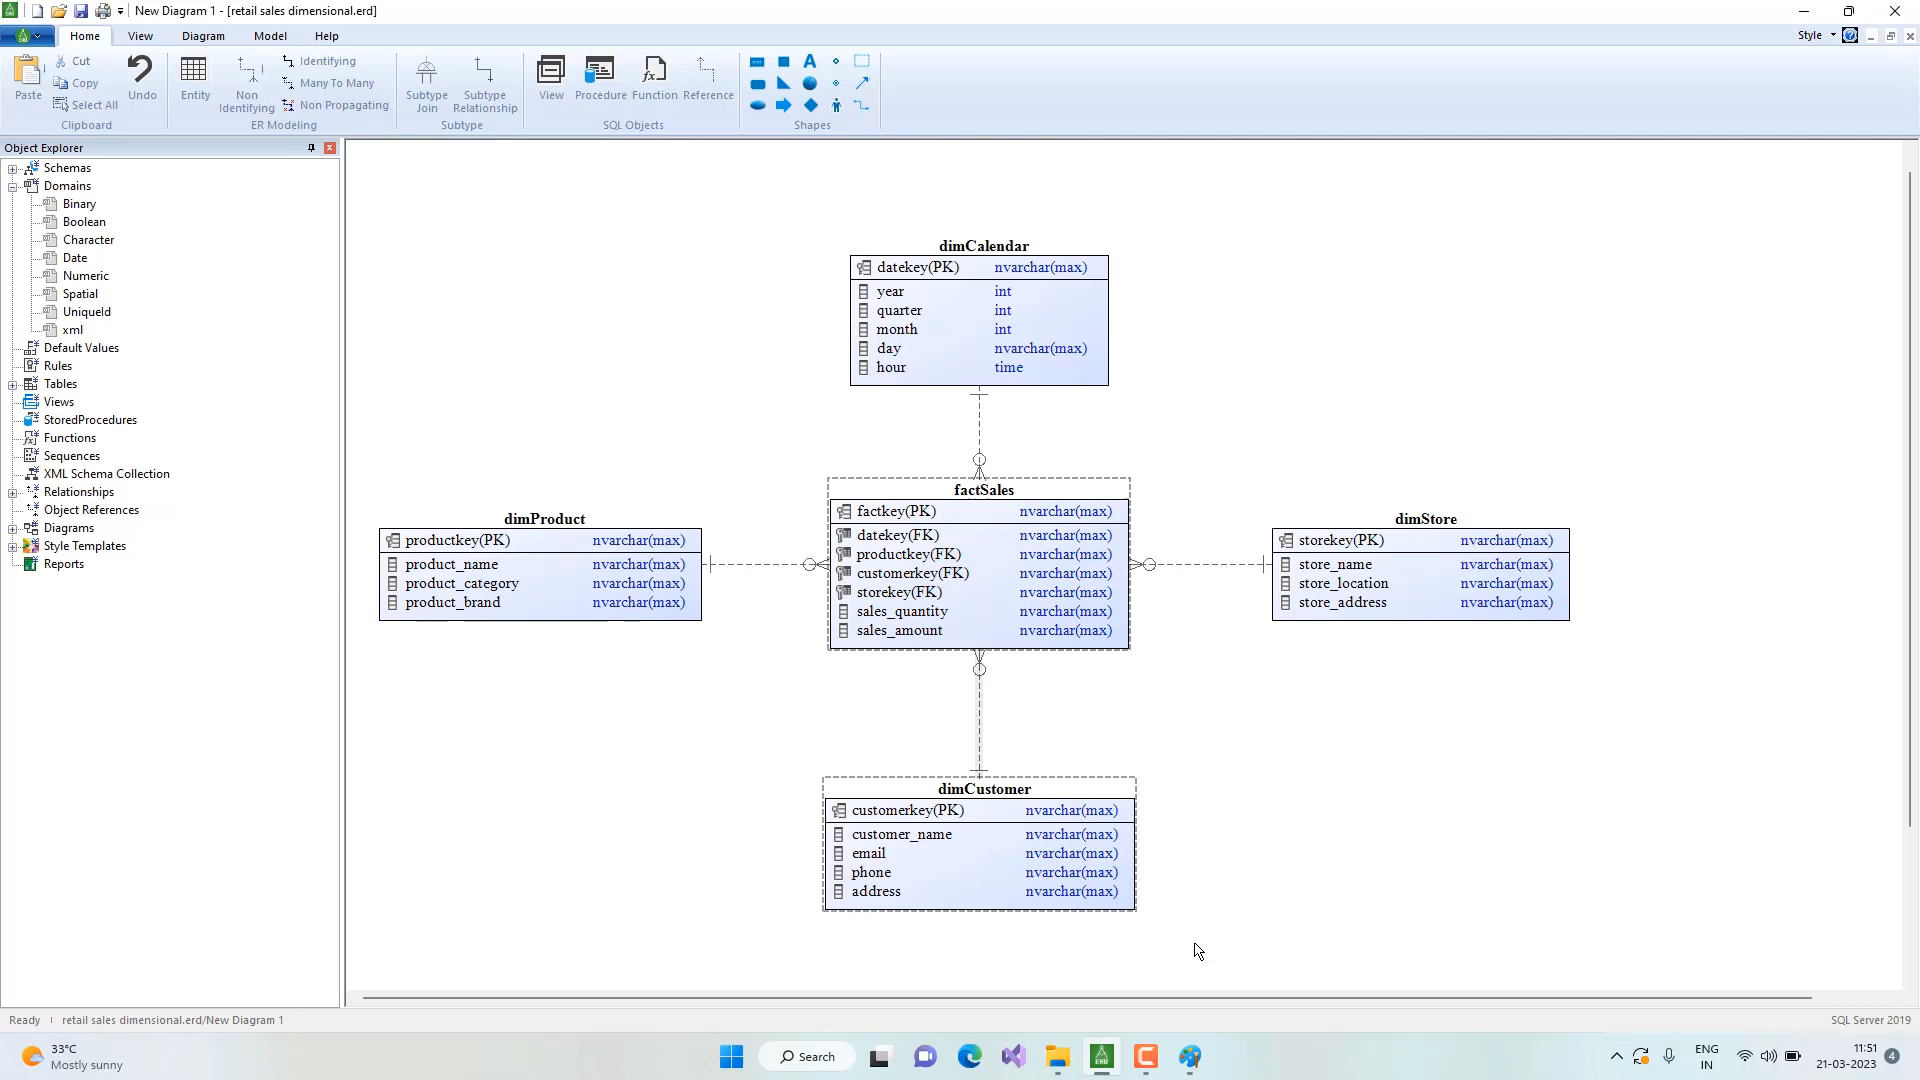 New Diagram 1 - [retail sales dimensional.erd]
Home View Diagram Model Help
Style
Paste
Cut
Copy
Select All
Undo
Clipboard
Entity
Non Identifying
Identifying
Many To Many
Non Propagating
ER Modeling
Subtype Join
Subtype Relationship
Subtype
View
Procedure
Function
Reference
SQL Objects
Shapes
Object Explorer
Schemas
Domains
Binary
Boolean
Character
Date
Numeric
Spatial
UniqueId
xml
Default Values
Rules
Tables
Views
StoredProcedures
Functions
Sequences
XML Schema Collection
Relationships
Object References
Diagrams
Style Templates
Reports
dimCalendar
datekey(PK) nvarchar(max)
year int
quarter int
month int
day nvarchar(max)
hour time
dimProduct
productkey(PK) nvarchar(max)
product_name nvarchar(max)
product_category nvarchar(max)
product_brand nvarchar(max)
factSales
factkey(PK) nvarchar(max)
datekey(FK) nvarchar(max)
productkey(FK) nvarchar(max)
customerkey(FK) nvarchar(max)
storekey(FK) nvarchar(max)
sales_quantity nvarchar(max)
sales_amount nvarchar(max)
dimStore
storekey(PK) nvarchar(max)
store_name nvarchar(max)
store_location nvarchar(max)
store_address nvarchar(max)
dimCustomer
customerkey(PK) nvarchar(max)
customer_name nvarchar(max)
email nvarchar(max)
phone nvarchar(max)
address nvarchar(max)
Ready retail sales dimensional.erd/New Diagram 1
SQL Server 2019
33°C
Mostly sunny
Search
ERD
ENG
IN
11:51
21-03-2023
4